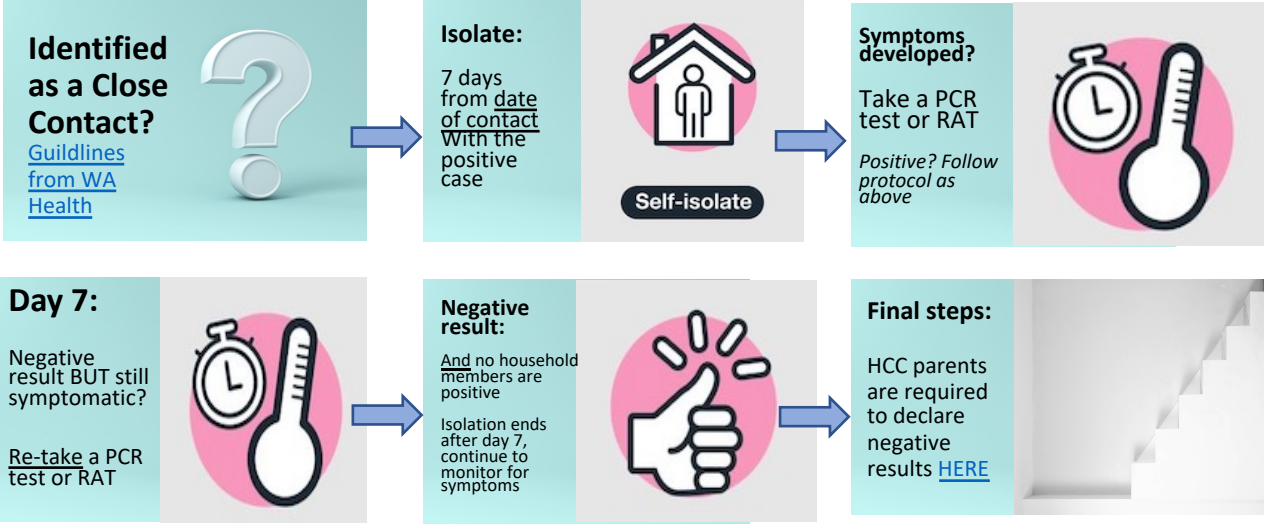 Identified
as a Close
Contact?
Guildlines
from WA
Health
Isolate:
7 days
from date
of contact
With the
positive
case
Self-isolate
Symptoms
developed?
Take a PCR
test or RAT
Positive? Follow
protocol as
above
Day 7:
Negative
result BUT still
symptomatic?
Re-take a PCR
test or RAT
Negative
result:
And no household
members are
positive
Isolation ends
after day 7,
continue to
monitor for
symptoms
Final steps:
HCC parents
are required
to declare
negative
results HERE